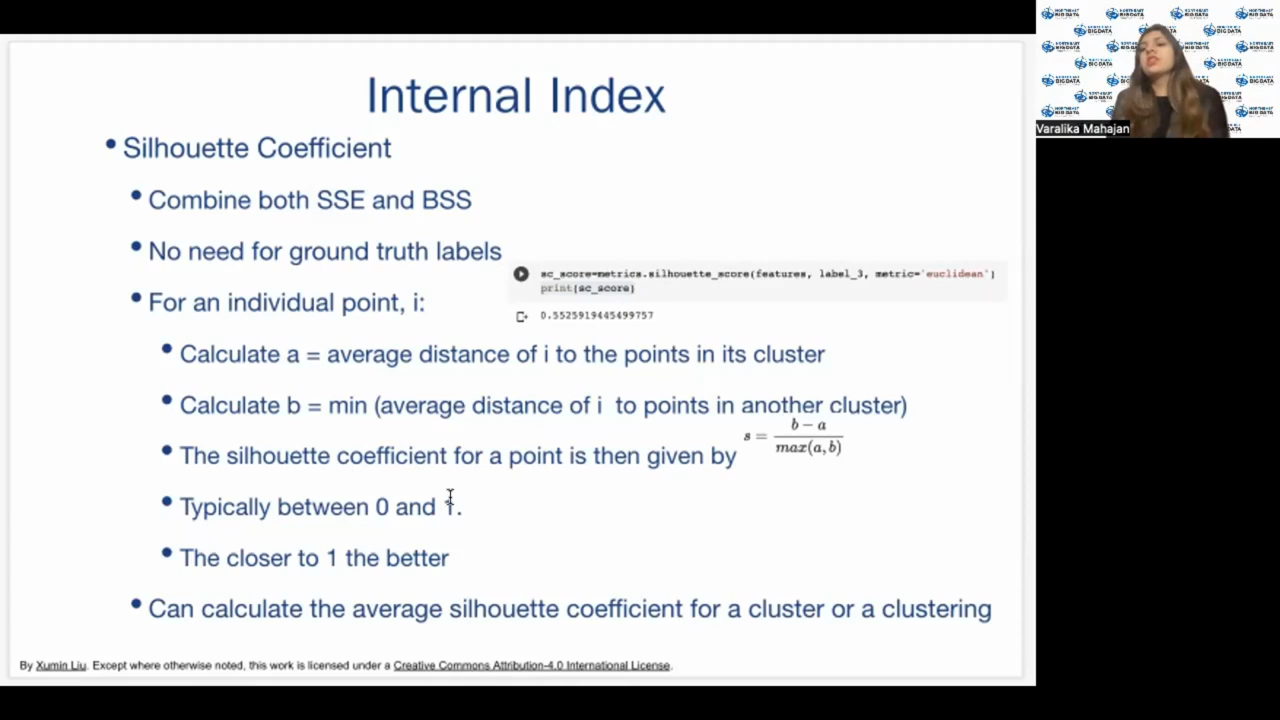 Internal Index
• Silhouette Coefficient
• Combine both SSE and BSS
• No need for ground truth labels
sc_score=metrics.silhouette_score(features, label_3, metric='euclidean')
print(sc_score)
0.5525919445499757
• For an individual point, i:
• Calculate a = average distance of i to the points in its cluster
• Calculate b = min (average distance of i to points in another cluster)
• The silhouette coefficient for a point is then given by
s = b − a / max(a, b)
• Typically between 0 and 1.
• The closer to 1 the better
• Can calculate the average silhouette coefficient for a cluster or a clustering
By Xumin Liu. Except where otherwise noted, this work is licensed under a Creative Commons Attribution-4.0 International License.
Varalika Mahajan
NORTHEAST
BIG DATA